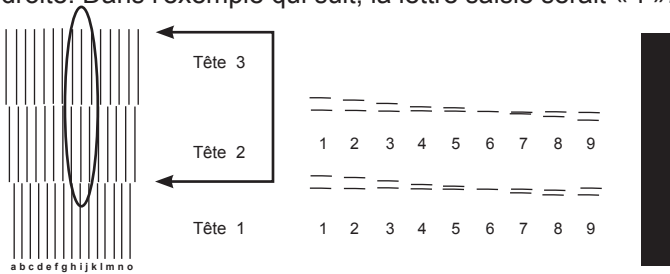 droite. Dans l'exemple qui suit, la lettre saisie serait «
Tête 3
Tête 2
Tête 1
a b c d e f g h i j k l m n o
1 2 3 4 5 6 7 8 9
1 2 3 4 5 6 7 8 9